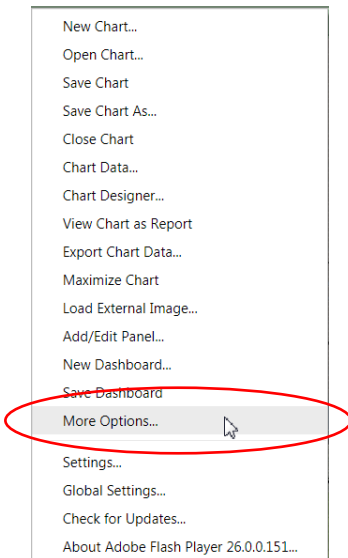 New Chart...
Open Chart...
Save Chart
Save Chart As...
Close Chart
Chart Data...
Chart Designer...
View Chart as Report
Export Chart Data...
Maximize Chart
Load External Image...
Add/Edit Panel...
New Dashboard...
Save Dashboard
More Options...
Settings...
Global Settings...
Check for Updates...
About Adobe Flash Player 26.0.0.151...